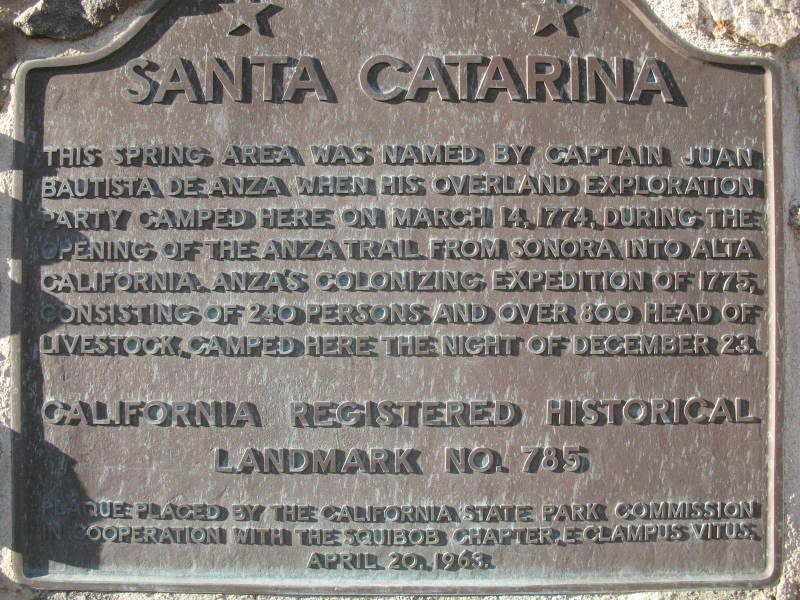 SANTA CATARINA
THIS SPRING AREA WAS NAMED BY CAPTAIN JUAN
BAUTISTA DE ANZA WHEN HIS OVERLAND EXPLORATION
PARTY CAMPED HERE ON MARCH 14, 1774, DURING THE
OPENING OF THE ANZA TRAIL FROM SONORA INTO ALTA
CALIFORNIA. ANZA'S COLONIZING EXPEDITION OF 1775,
CONSISTING OF 240 PERSONS AND OVER 800 HEAD OF
LIVESTOCK, CAMPED HERE THE NIGHT OF DECEMBER 23.
CALIFORNIA REGISTERED HISTORICAL
LANDMARK NO. 785
PLAQUE PLACED BY THE CALIFORNIA STATE PARK COMMISSION
IN COOPERATION WITH THE SQUIBOB CHAPTER, E CLAMPUS VITUS.
APRIL 20, 1963.